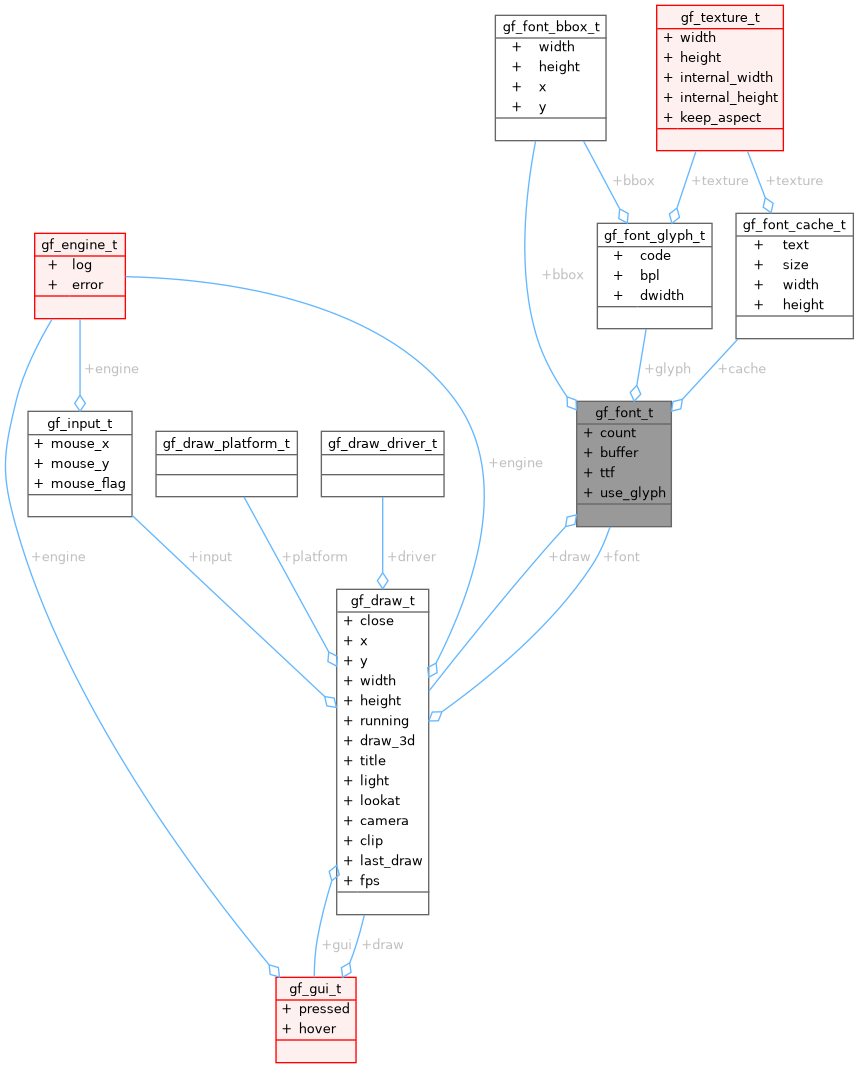 gf_font_bbox_t
+ width
+ height
+ x
+ y
gf_texture_t
+ width
+ height
+ internal_width
+ internal_height
+ keep_aspect
+bbox
+texture
+texture
gf_engine_t
+ log
+ error
gf_font_glyph_t
+ code
+ bpl
+ dwidth
gf_font_cache_t
+ text
+ size
+ width
+ height
+bbox
+engine
+glyph
+cache
gf_input_t
+ mouse_x
+ mouse_y
+ mouse_flag
gf_draw_platform_t
gf_draw_driver_t
+engine
gf_font_t
+ count
+ buffer
+ ttf
+ use_glyph
+engine
+input
+platform
+driver
+draw
+font
gf_draw_t
+ close
+ x
+ y
+ width
+ height
+ running
+ draw_3d
+ title
+ light
+ lookat
+ camera
+ clip
+ last_draw
+ fps
+gui
+draw
gf_gui_t
+ pressed
+ hover